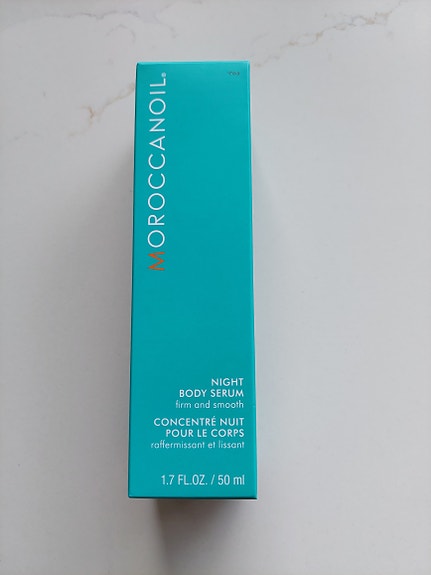 MOROCCANOIL®
NIGHT
BODY SERUM
firm and smooth
CONCENTRÉ NUIT
POUR LE CORPS
raffermissant et lissant
1.7 FL.OZ. / 50 ml